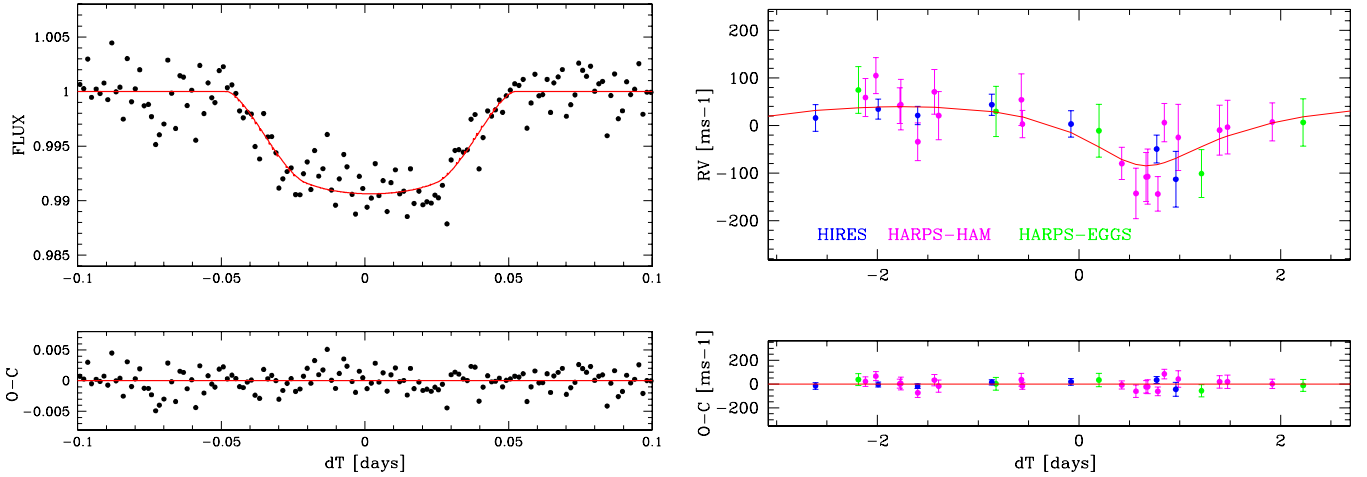 1.005
1
0.995
0.99
0.985
FLUX
-0.1 -0.05 0 0.05 0.1
0.005
0
-0.005
O-C
-0.1 -0.05 0 0.05 0.1
dT [days]
200
100
0
-100
-200
RV [ms-1]
HIRES HARPS-HAM HARPS-EGGS
-2 0 2
200
0
-200
O-C [ms-1]
-2 0 2
dT [days]